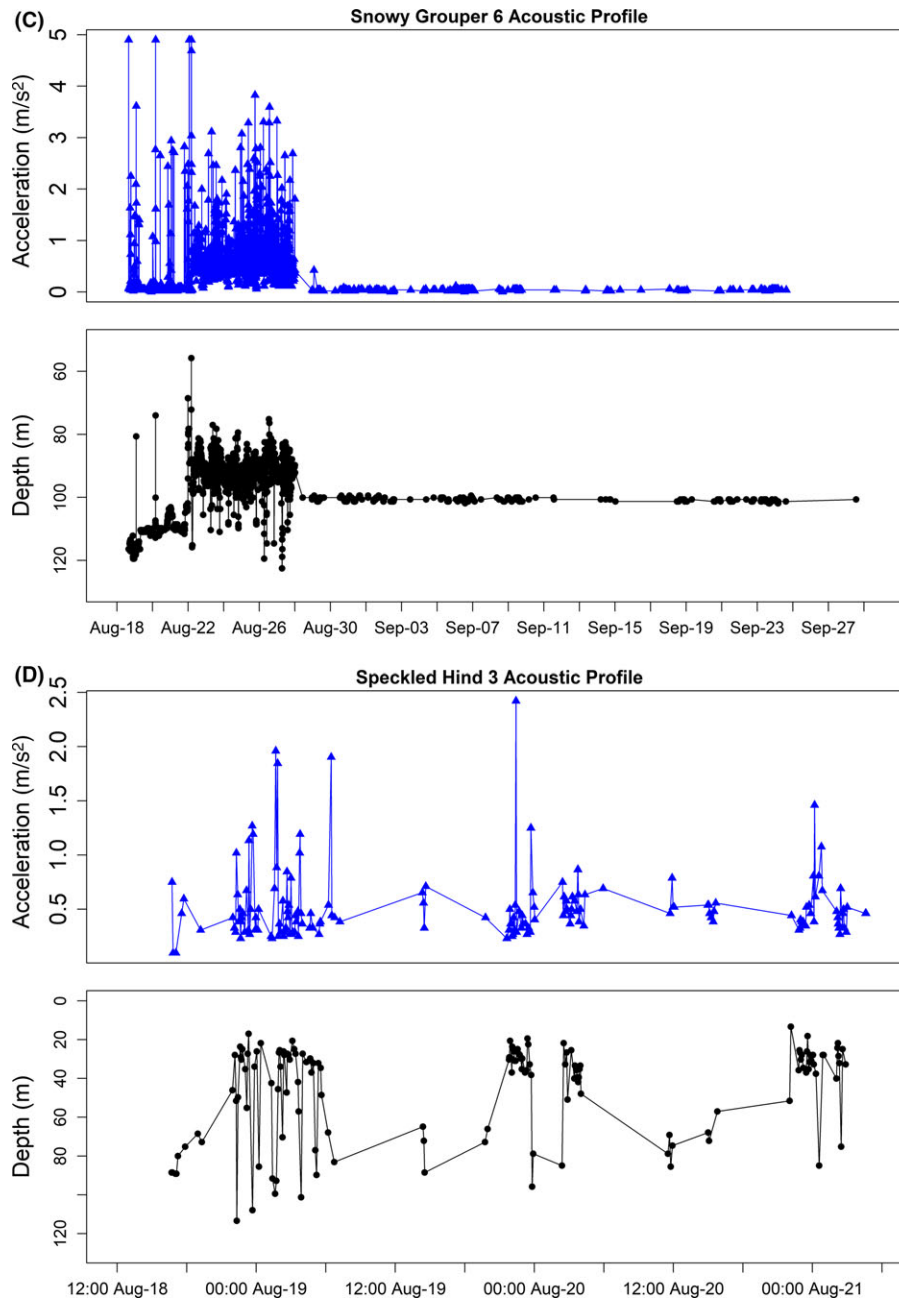 (C)
Snowy Grouper 6 Acoustic Profile
Acceleration (m/s²)
5
4
3
2
1
0
Depth (m)
60
80
100
120
Aug-18 Aug-22 Aug-26 Aug-30 Sep-03 Sep-07 Sep-11 Sep-15 Sep-19 Sep-23 Sep-27
(D)
Speckled Hind 3 Acoustic Profile
Acceleration (m/s²)
2.5
2.0
1.5
1.0
0.5
Depth (m)
0
20
40
60
80
120
12:00 Aug-18 00:00 Aug-19 12:00 Aug-19 00:00 Aug-20 12:00 Aug-20 00:00 Aug-21